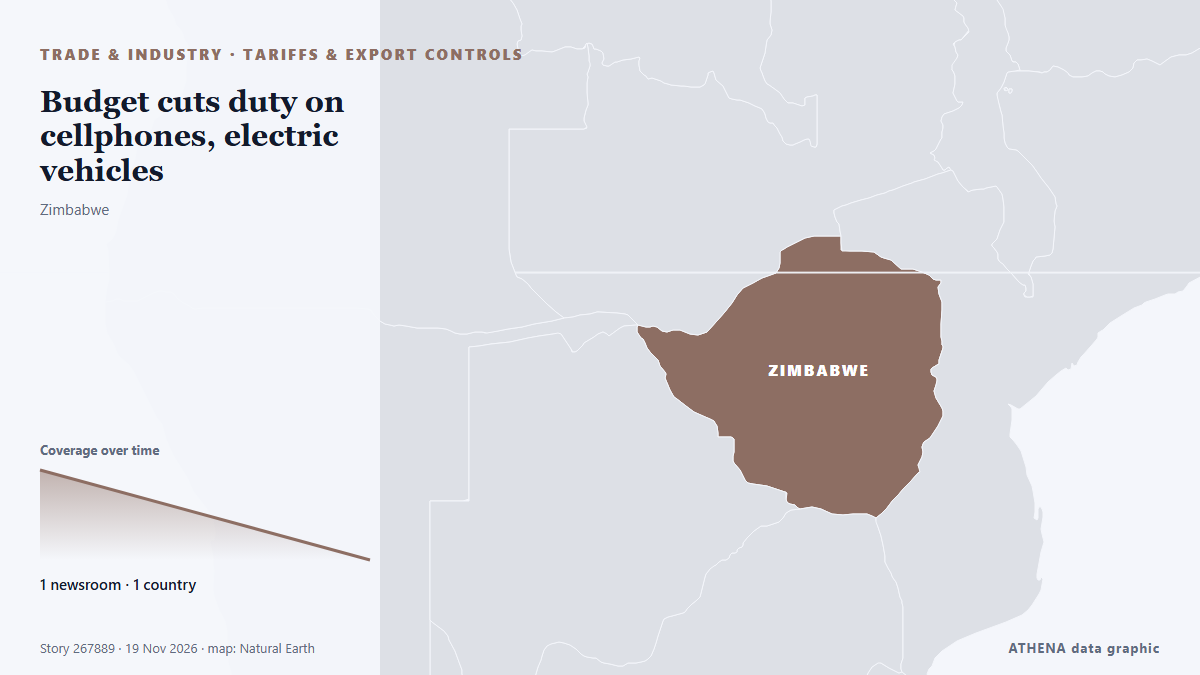 TRADE & INDUSTRY · TARIFFS & EXPORT CONTROLS
Budget cuts duty on
cellphones, electric
vehicles
Zimbabwe
ZIMBABWE
Coverage over time
1 newsroom · 1 country
Story 267889 · 19 Nov 2026 · map: Natural Earth
ATHENA data graphic